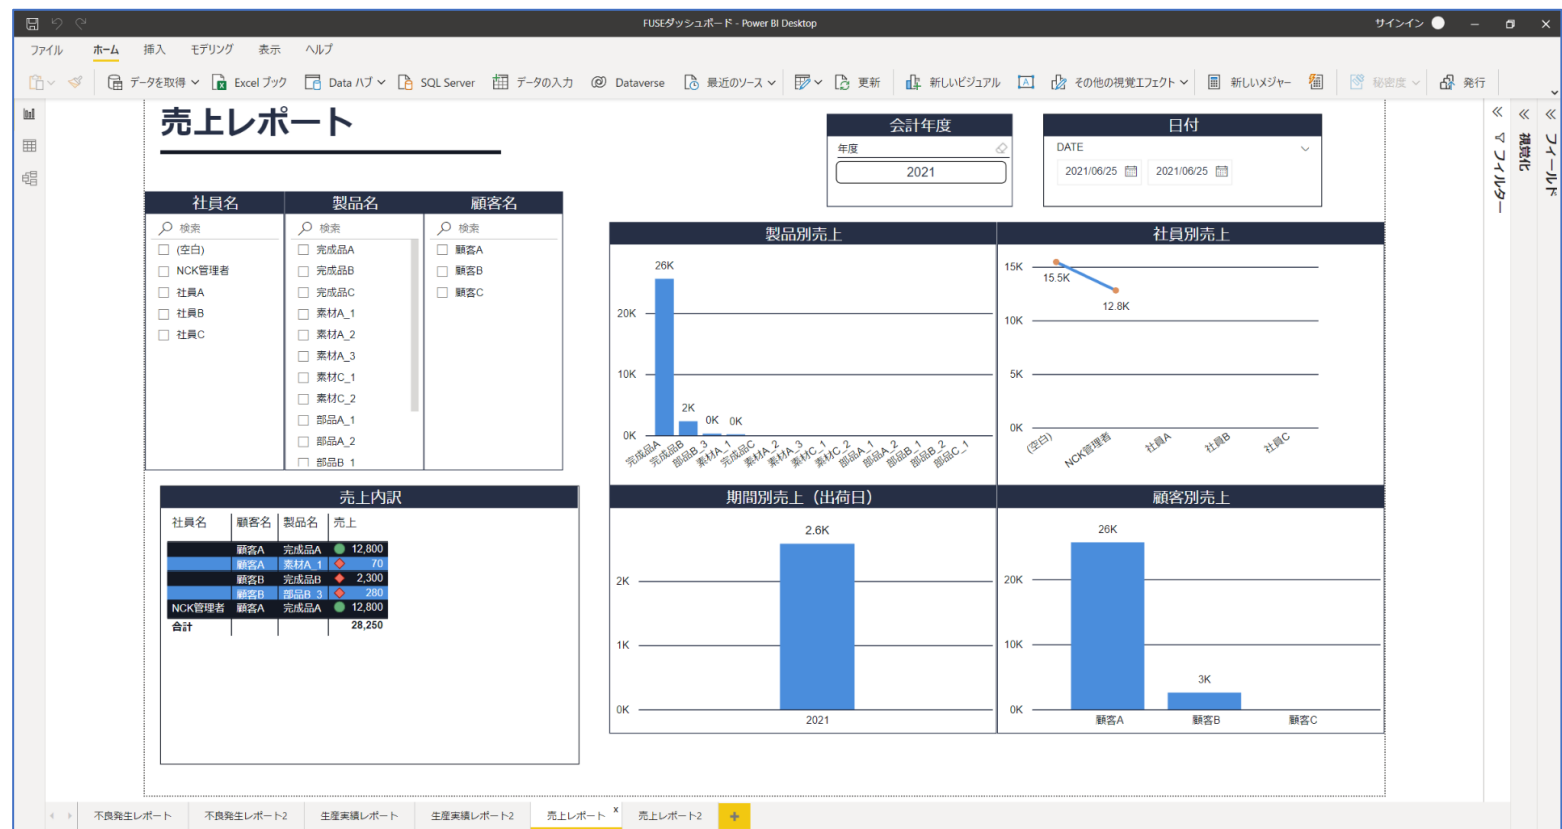 FUSEダッシュボード - Power BI Desktop
サインイン
ファイル ホーム 挿入 モデリング 表示 ヘルプ
データを取得 Excel ブック Data ハブ SQL Server データの入力 Dataverse 最近のソース 更新 新しいビジュアル その他の視覚エフェクト 新しいメジャー 秘密度 発行
売上レポート
会計年度
年度
2021
日付
DATE
2021/06/25 2021/06/25
フィルター
視覚化
フィールド
社員名
検索
(空白)
NCK管理者
社員A
社員B
社員C
製品名
検索
完成品A
完成品B
完成品C
素材A_1
素材A_2
素材A_3
素材C_1
素材C_2
部品A_1
部品A_2
部品B_1
顧客名
検索
顧客A
顧客B
顧客C
製品別売上
26K
20K
2K
10K
0K 0K
0K
完成品A 完成品B 部品B_3 素材A_1 完成品C 素材A_2 素材A_3 素材C_1 素材C_2 部品A_1 部品A_2 部品B_1 部品B_2 部品C_1
社員別売上
15K
15.5K
12.8K
10K
5K
0K
(空白) NCK管理者 社員A 社員B 社員C
売上内訳
社員名 顧客名 製品名 売上
顧客A 完成品A 12,800
顧客A 素材A_1 70
顧客B 完成品B 2,300
顧客B 部品B_3 280
NCK管理者 顧客A 完成品A 12,800
合計 28,250
期間別売上（出荷日）
2.6K
2K
1K
0K
2021
顧客別売上
26K
20K
10K
3K
0K
顧客A 顧客B 顧客C
不良発生レポート 不良発生レポート2 生産実績レポート 生産実績レポート2 売上レポート x 売上レポート2 +